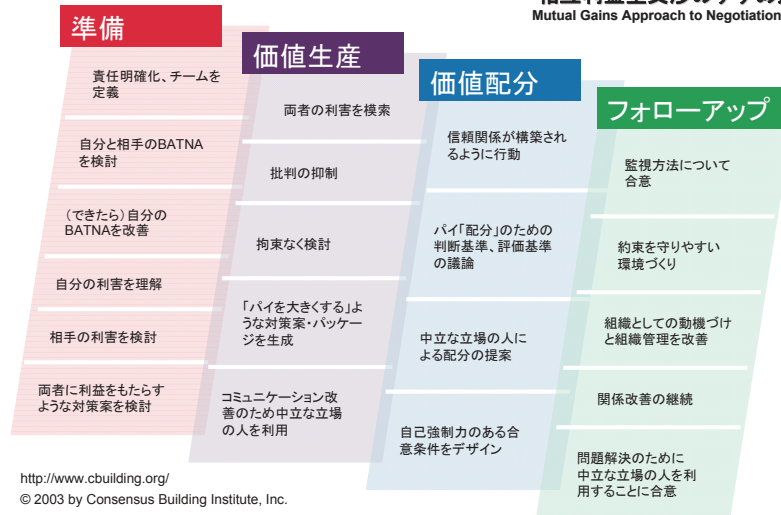 Mutual Gains Approach to Negotiation
準備
責任明確化、チームを
定義
自分と相手のBATNA
を検討
（できたら）自分の
BATNAを改善
自分の利害を理解
相手の利害を検討
両者に利益をもたらす
ような対策案を検討
価値生産
両者の利害を模索
批判の抑制
拘束なく検討
「パイを大きくする」よ
うな対策案・パッケー
ジを生成
コミュニケーション改
善のため中立な立場
の人を利用
価値配分
信頼関係が構築され
るように行動
パイ「配分」のための
判断基準、評価基準
の議論
中立な立場の人に
よる配分の提案
自己強制力のある合
意条件をデザイン
フォローアップ
監視方法について
合意
約束を守りやすい
環境づくり
組織としての動機づけ
と組織管理を改善
関係改善の継続
問題解決のために
中立な立場の人を利
用することに合意
http://www.cbuilding.org/
© 2003 by Consensus Building Institute, Inc.